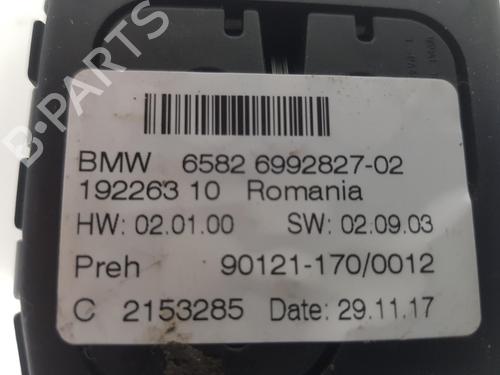 B-PARTS
BMW 6582 6992827-02
192263 10 Romania
HW: 02.01.00 SW: 02.09.03
Preh 90121-170/0012
C 2153285 Date: 29.11.17